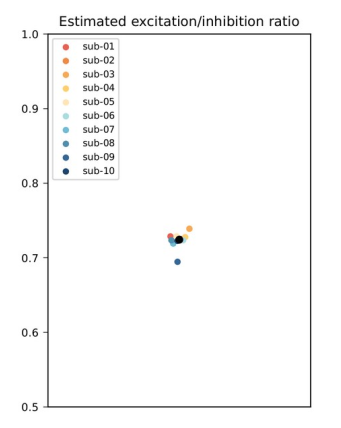 Estimated excitation/inhibition ratio
1.0
sub-01
sub-02
sub-03
sub-04
sub-05
sub-06
sub-07
sub-08
sub-09
sub-10
0.9
0.8
0.7
0.6
0.5